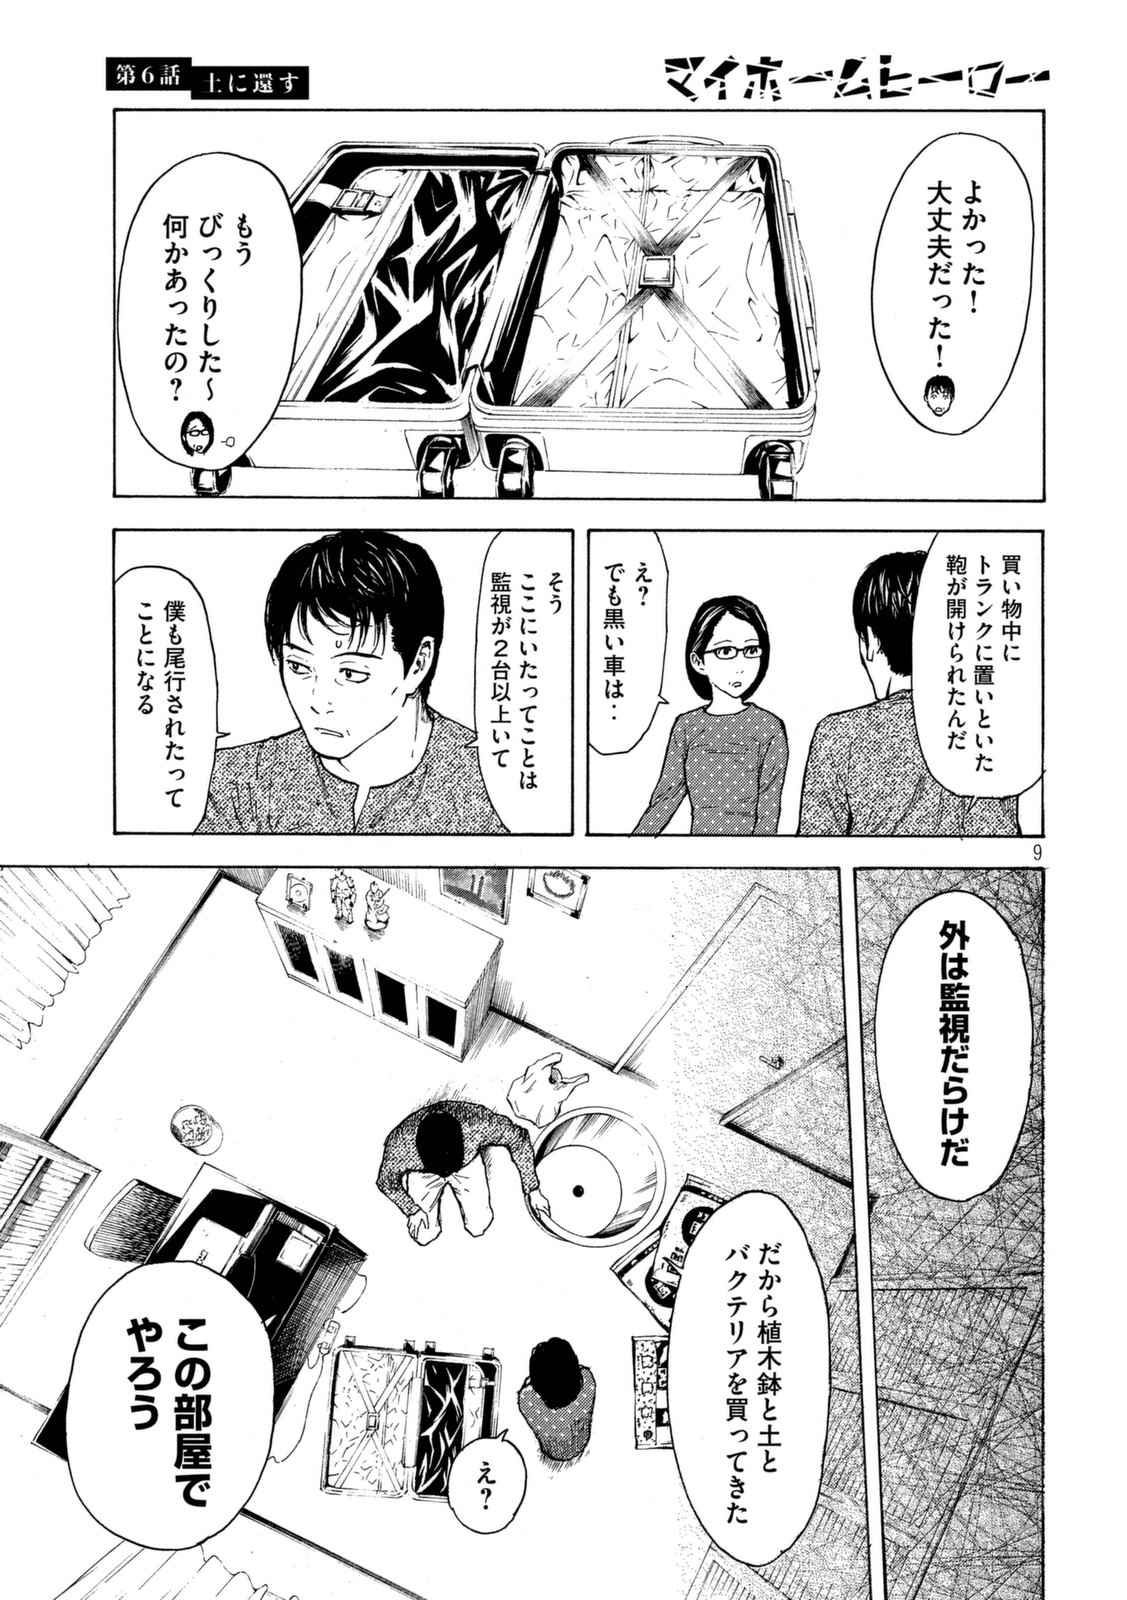 第6話
土に還す
マイホームヒーロー
よかった!
大丈夫だった!
もう
びっくりした〜
何かあったの?
買い物中に
トランクに置いといた
鞄が開けられたんだ
え?
でも黒い車は‥
そう
ここにいたってことは
監視が2台以上いて
僕も尾行されたって
ことになる
9
外は監視だらけだ
だから植木鉢と土と
バクテリアを買ってきた
え?
この部屋で
やろう